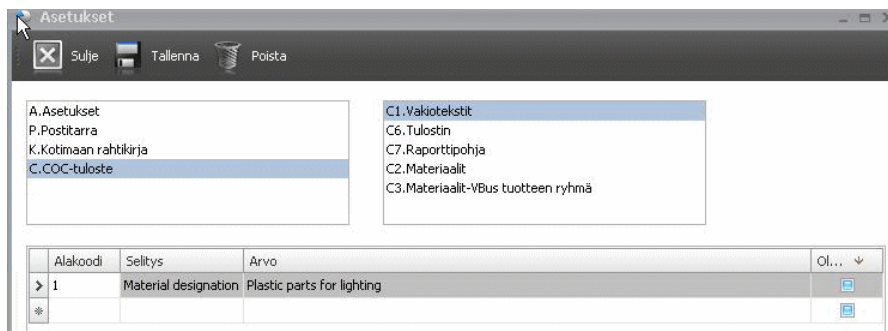 Asetukset
Sulje Tallenna Poista
A.Asetukset
P.Postitarra
K.Kotimaan rahtikirja
C.COC-tuloste
C1.Vakiotekstit
C6.Tulostin
C7.Raporttipohja
C2.Materiaalit
C3.Materiaalit-VBus tuotteen ryhmä
Alakoodi Selitys Arvo Ol...
1 Material designation Plastic parts for lighting